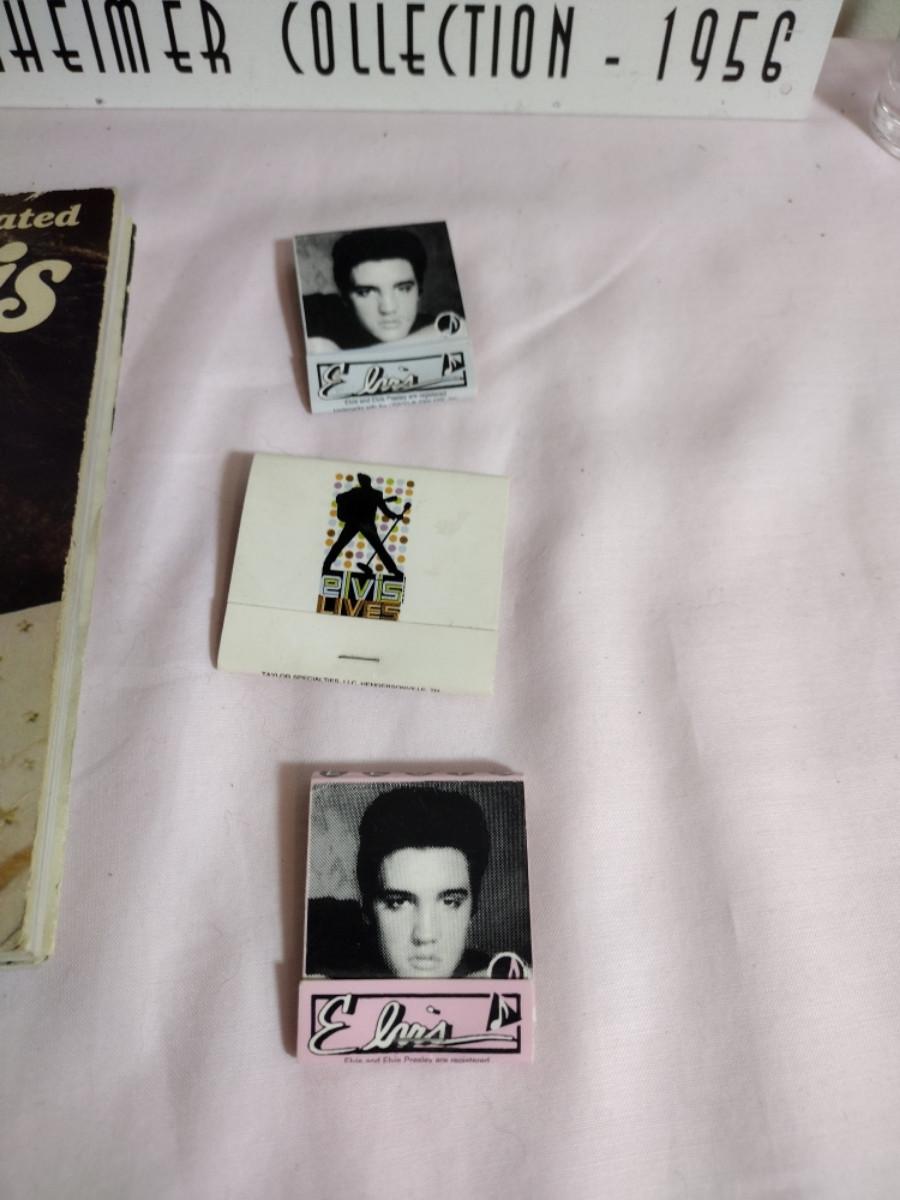 HEIMER COLLECTION - 1956
ated
is
Elvis
Elvis and Elvis Presley are registered
elvis
LIVES
TAYLOR SPECIALTIES, LLC, HENDERSONVILLE, TN
Elvis
Elvis and Elvis Presley are registered